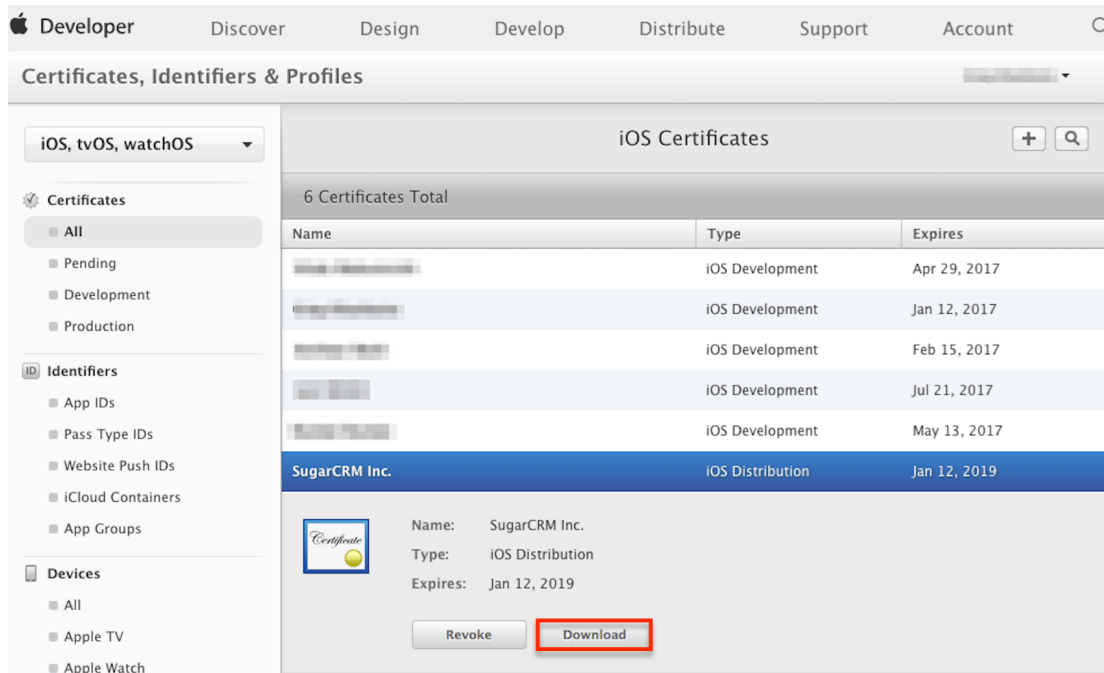 Developer Discover Design Develop Distribute Support Account
Certificates, Identifiers & Profiles
iOS, tvOS, watchOS
Certificates
All
Pending
Development
Production
Identifiers
App IDs
Pass Type IDs
Website Push IDs
iCloud Containers
App Groups
Devices
All
Apple TV
Apple Watch
iOS Certificates
6 Certificates Total
Name Type Expires
iOS Development Apr 29, 2017
iOS Development Jan 12, 2017
iOS Development Feb 15, 2017
iOS Development Jul 21, 2017
iOS Development May 13, 2017
SugarCRM Inc. iOS Distribution Jan 12, 2019
Certificate
Name: SugarCRM Inc.
Type: iOS Distribution
Expires: Jan 12, 2019
Revoke Download